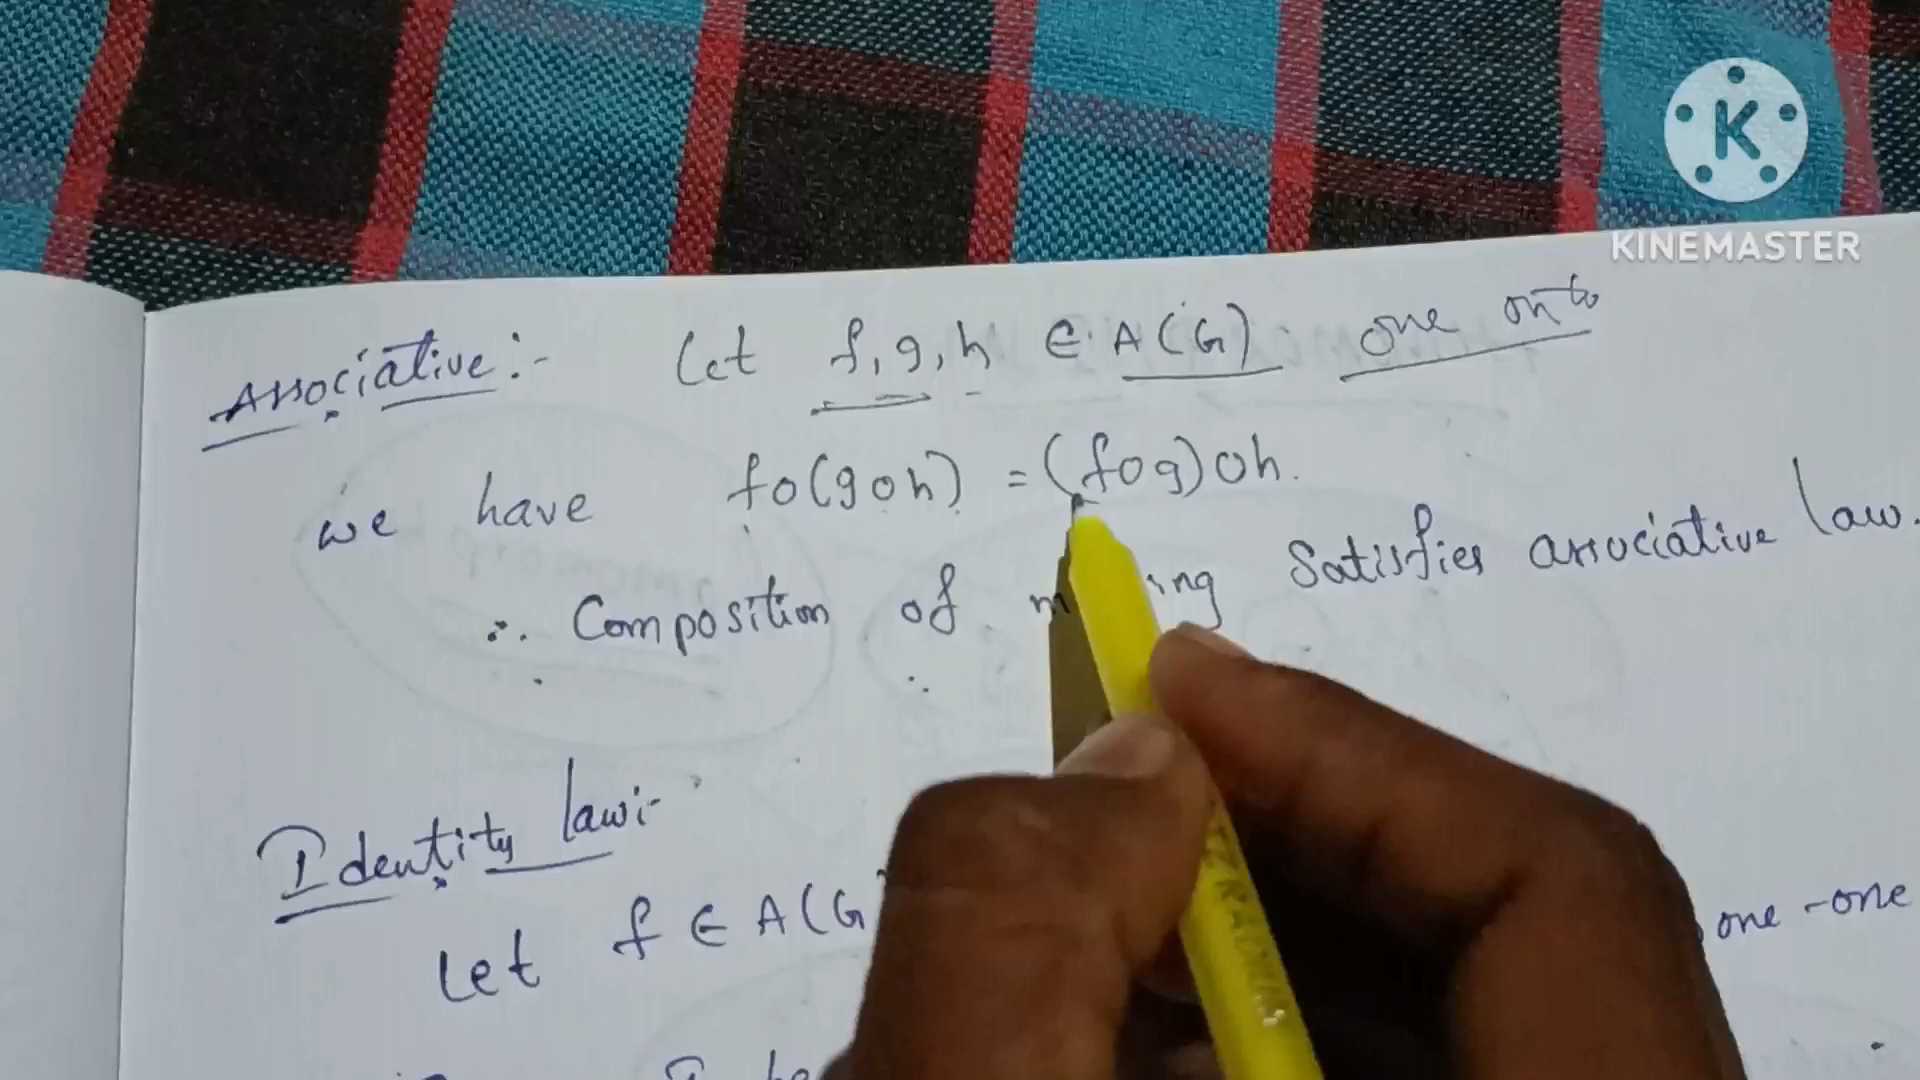 K
KINEMASTER
Associative:- Let f, g, h ∈ A(G) one onto
we have fo(goh) = (fog)oh.
∴ Composition of satisfies associative law.
Identity law:-
Let f ∈ A(G one-one